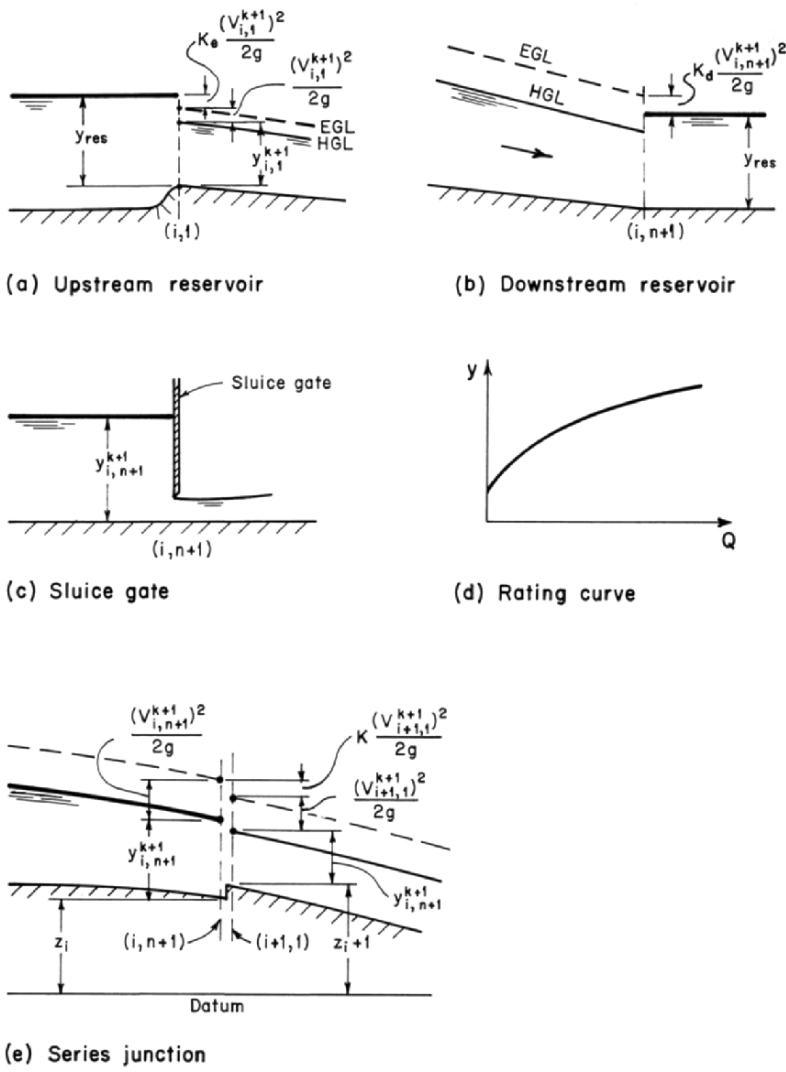 K_e (V_{i,1}^{k+1})^2 / 2g
(V_{i,1}^{k+1})^2 / 2g
y_res
EGL
HGL
y_{i,1}^{k+1}
(i,1)
(a) Upstream reservoir
EGL
HGL
K_d (V_{i,n+1}^{k+1})^2 / 2g
y_res
(i,n+1)
(b) Downstream reservoir
Sluice gate
y_{i,n+1}^{k+1}
(i,n+1)
(c) Sluice gate
y
Q
(d) Rating curve
(V_{i,n+1}^{k+1})^2 / 2g
K (V_{i+1,1}^{k+1})^2 / 2g
(V_{i+1,1}^{k+1})^2 / 2g
y_{i,n+1}^{k+1}
y_{i,n+1}^{k+1}
z_i
(i,n+1)
(i+1,1)
z_i+1
Datum
(e) Series junction